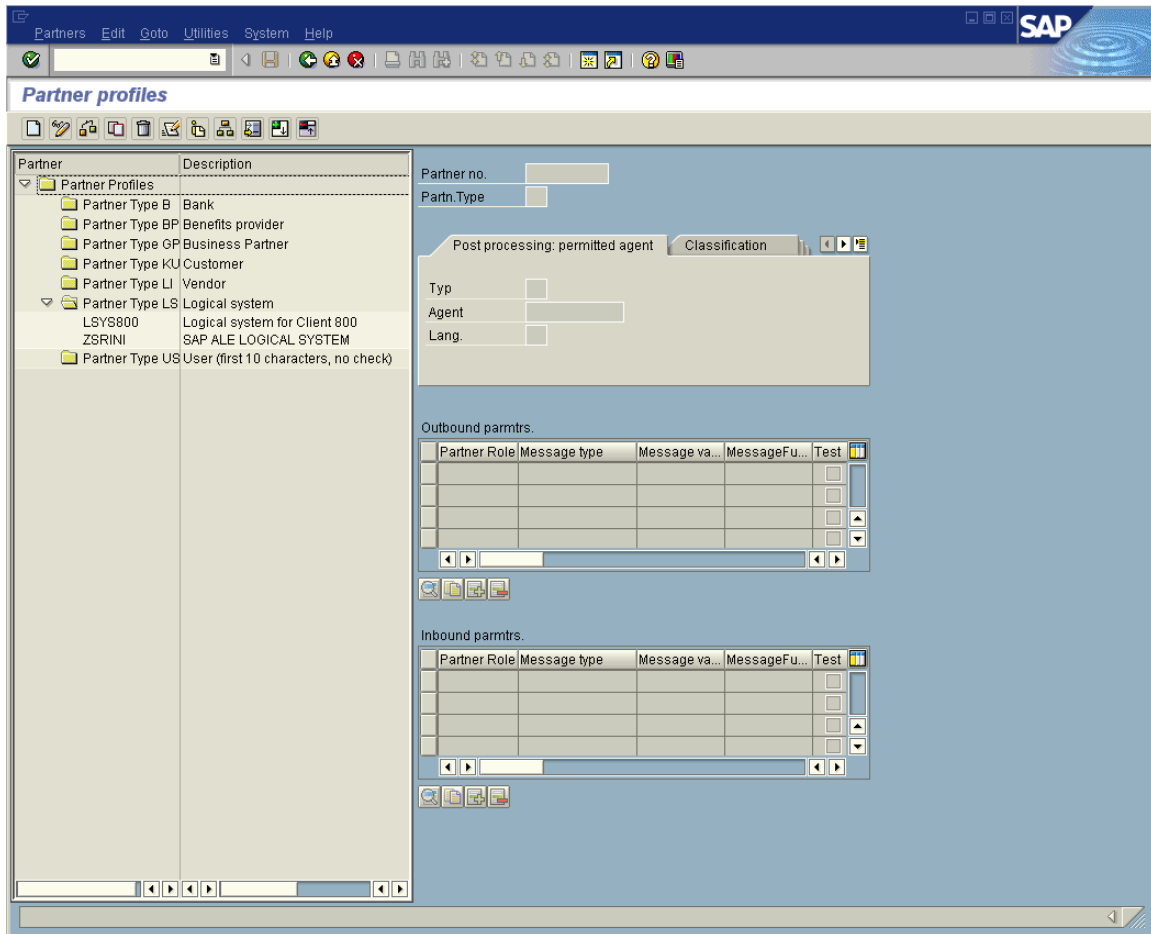 Partners Edit Goto Utilities System Help
SAP
Partner profiles
Partner Description
Partner Profiles
Partner Type B Bank
Partner Type BP Benefits provider
Partner Type GP Business Partner
Partner Type KU Customer
Partner Type LI Vendor
Partner Type LS Logical system
LSYS800 Logical system for Client 800
ZSRINI SAP ALE LOGICAL SYSTEM
Partner Type US User (first 10 characters, no check)
Partner no.
Partn.Type
Post processing: permitted agent Classification
Typ
Agent
Lang.
Outbound parmtrs.
Partner Role Message type Message va... MessageFu... Test
Inbound parmtrs.
Partner Role Message type Message va... MessageFu... Test